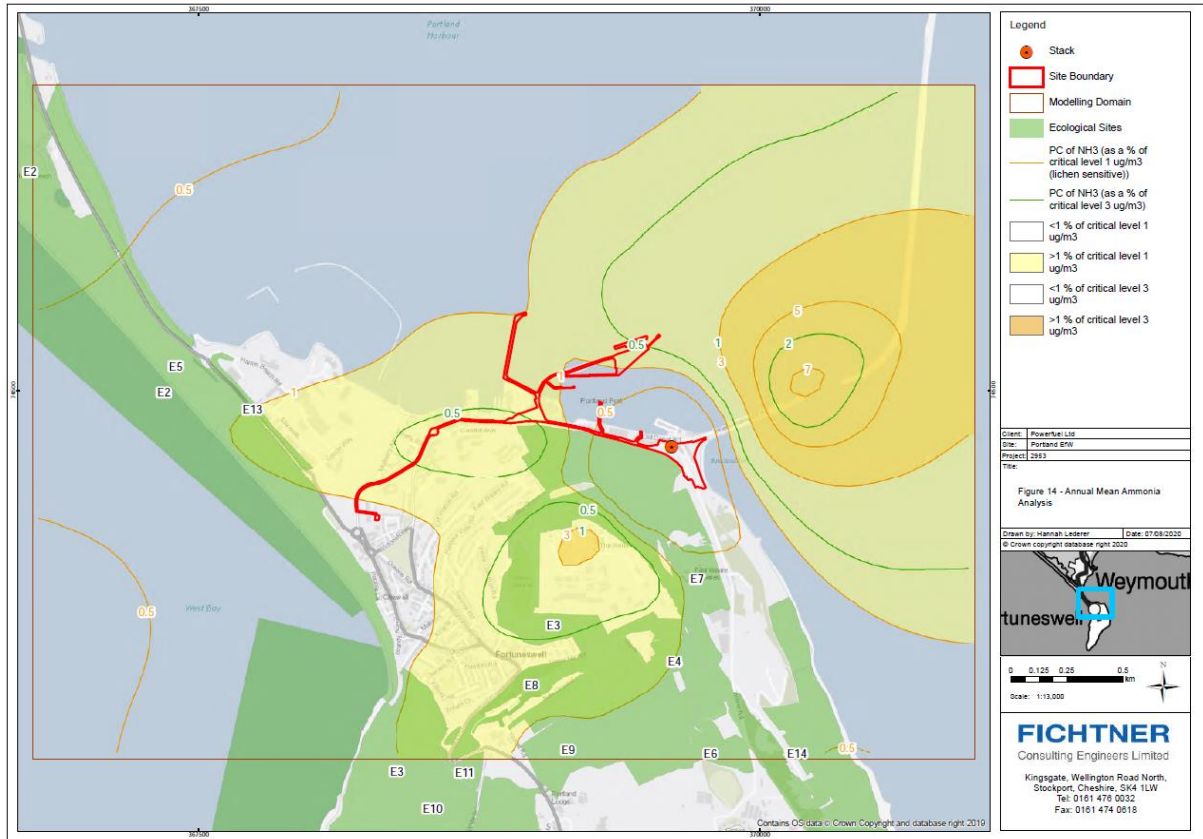 367500
370000
Portland
Harbour
E2
0.5
5
1
2
3
7
0.5
1
Portland Port
0.5
E5
E2
1
E13
0.5
0.5
1
3
0.5
West Bay
E7
E3
Fortuneswell
E4
E8
E9
E6
E14
0.5
E3
E11
E10
Portland
Lodge
367500
370000
Contains OS data © Crown Copyright and database right 2019
Legend
Stack
Site Boundary
Modelling Domain
Ecological Sites
PC of NH3 (as a % of
critical level 1 ug/m3
(lichen sensitive))
PC of NH3 (as a % of
critical level 3 ug/m3)
<1 % of critical level 1
ug/m3
>1 % of critical level 1
ug/m3
<1 % of critical level 3
ug/m3
>1 % of critical level 3
ug/m3
Client: Powerfuel Ltd
Site: Portland EfW
Project: 2953
Title:
Figure 14 - Annual Mean Ammonia
Analysis
Drawn by: Hannah Lederer Date: 07/08/2020
© Crown copyright database right 2020
Weymouth
rtuneswell
0 0.125 0.25 0.5
km
N
Scale: 1:13,000
FICHTNER
Consulting Engineers Limited
Kingsgate, Wellington Road North,
Stockport, Cheshire, SK4 1LW
Tel: 0161 476 0032
Fax: 0161 474 0618